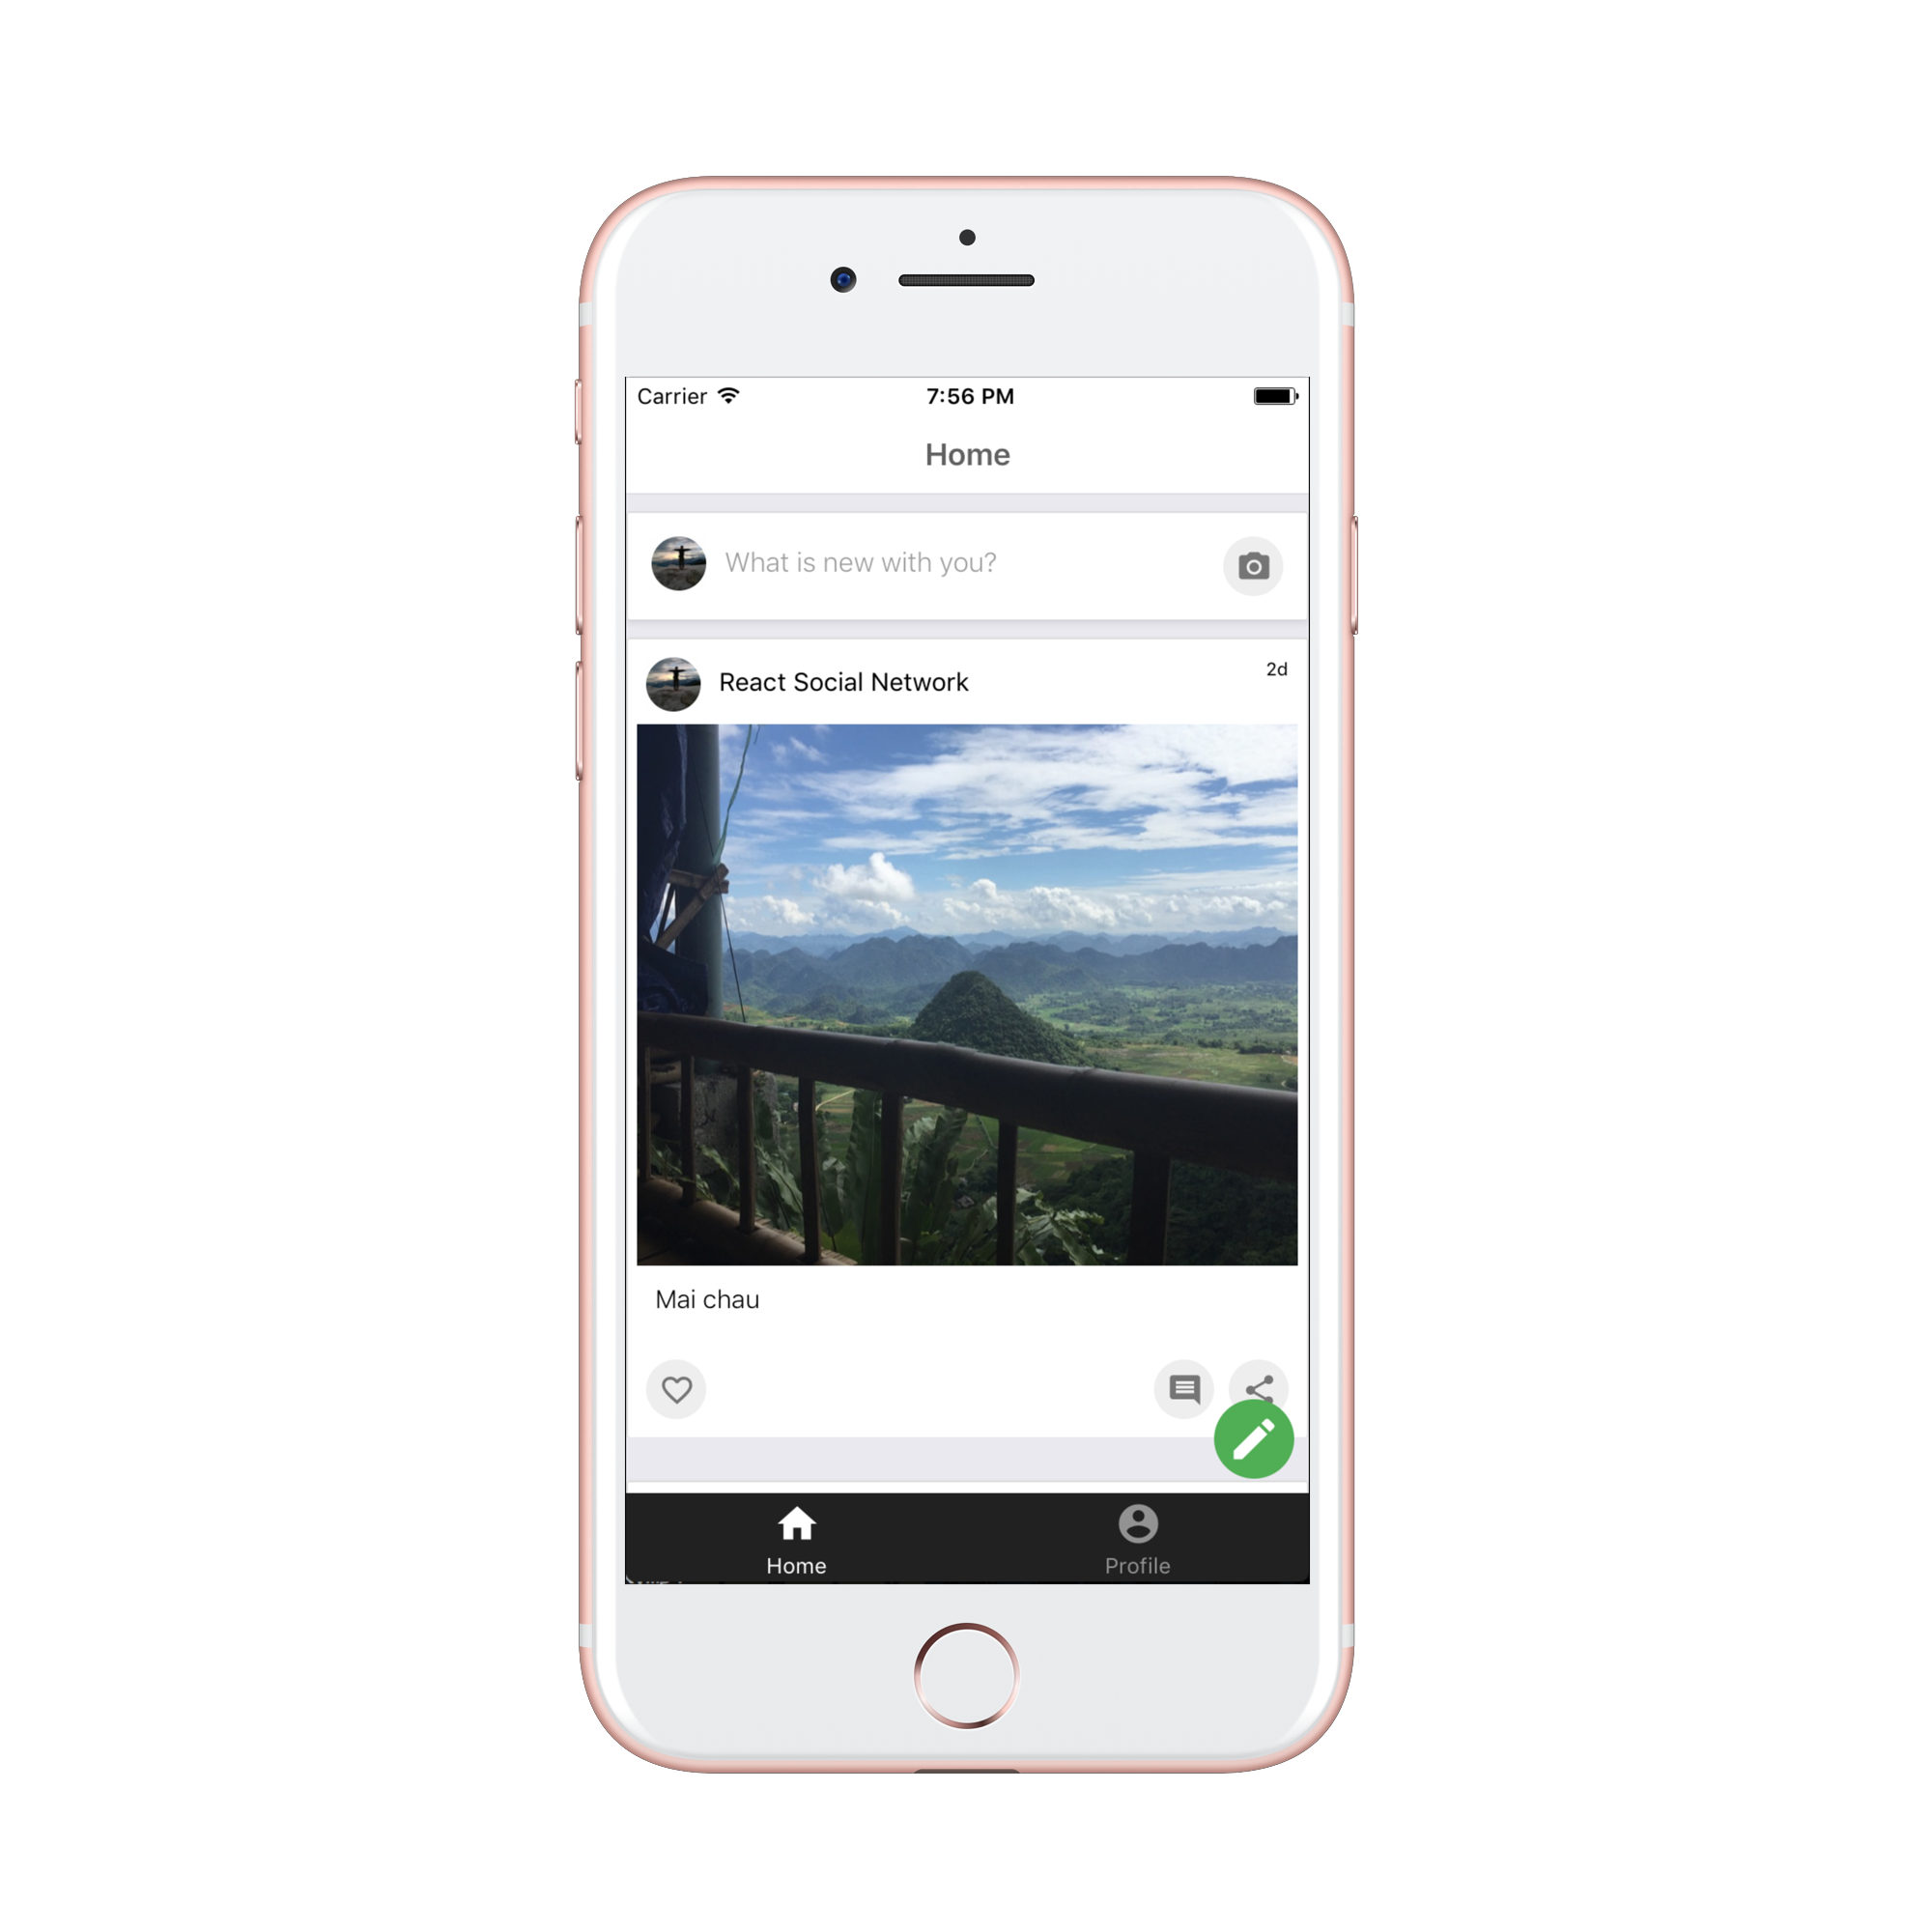 Carrier
7:56 PM
Home
What is new with you?
React Social Network
2d
Mai chau
Home
Profile